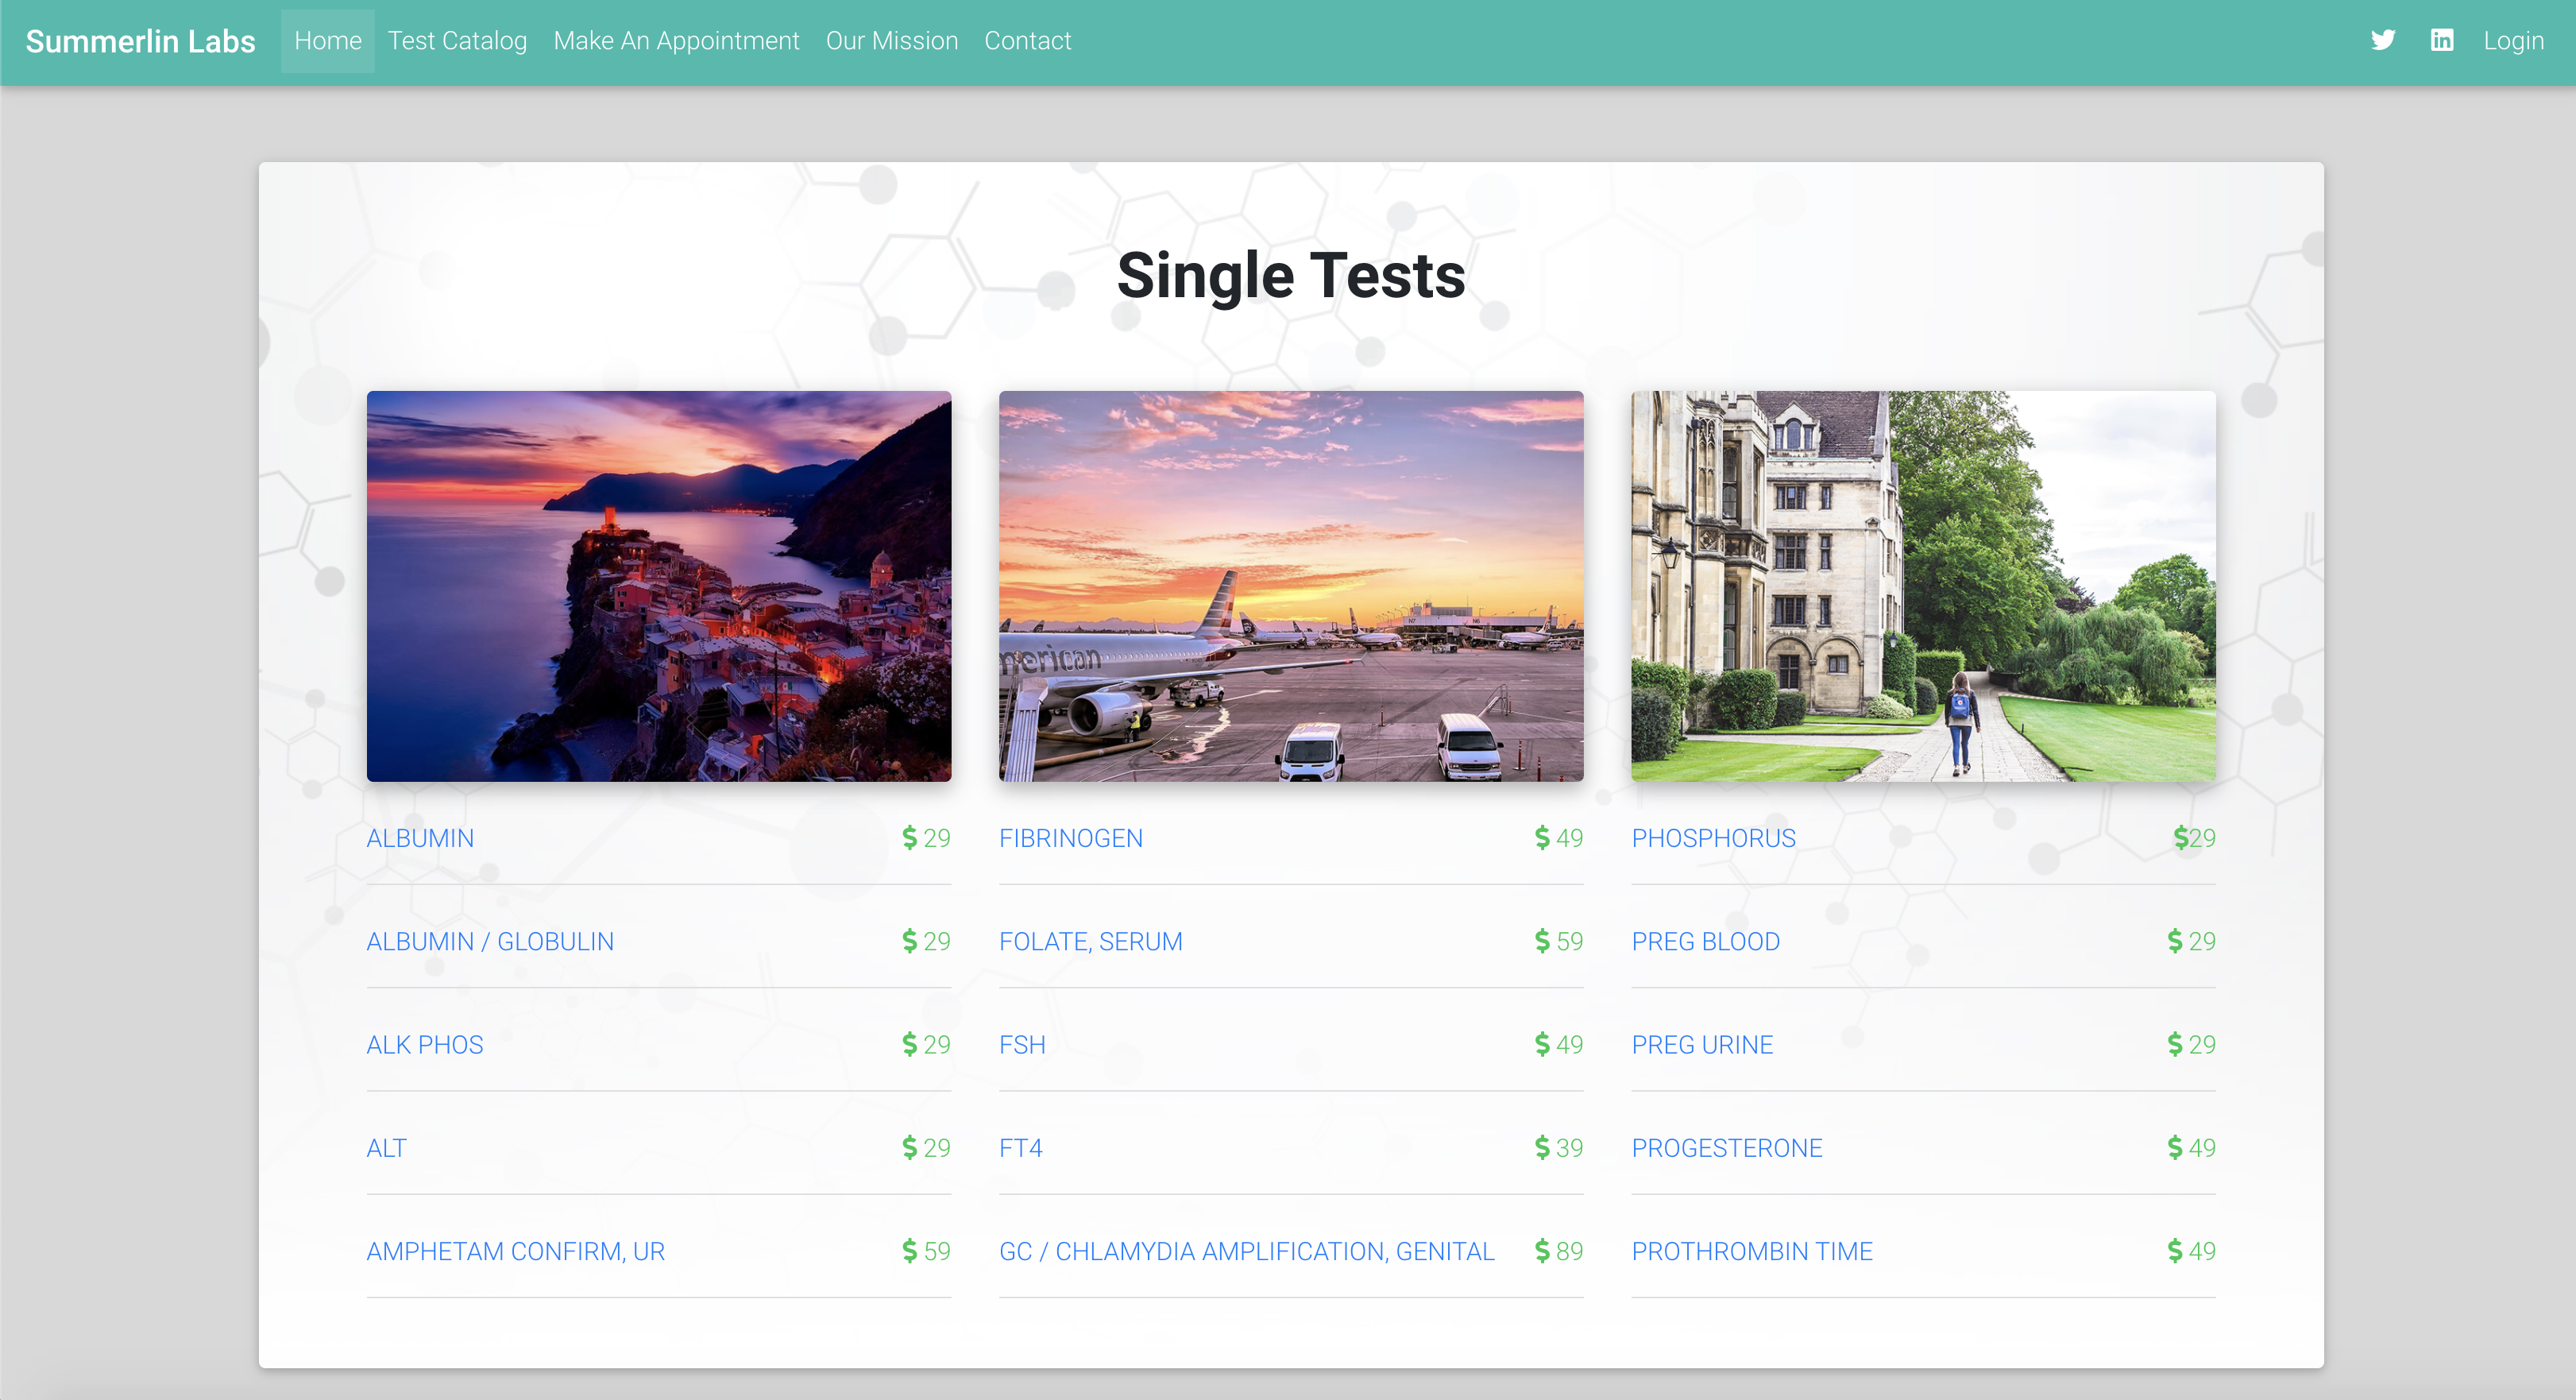 Summerlin Labs Home Test Catalog Make An Appointment Our Mission Contact Login
Single Tests
merican
N7 N6
ALBUMIN $ 29
ALBUMIN / GLOBULIN $ 29
ALK PHOS $ 29
ALT $ 29
AMPHETAM CONFIRM, UR $ 59
FIBRINOGEN $ 49
FOLATE, SERUM $ 59
FSH $ 49
FT4 $ 39
GC / CHLAMYDIA AMPLIFICATION, GENITAL $ 89
PHOSPHORUS $29
PREG BLOOD $ 29
PREG URINE $ 29
PROGESTERONE $ 49
PROTHROMBIN TIME $ 49